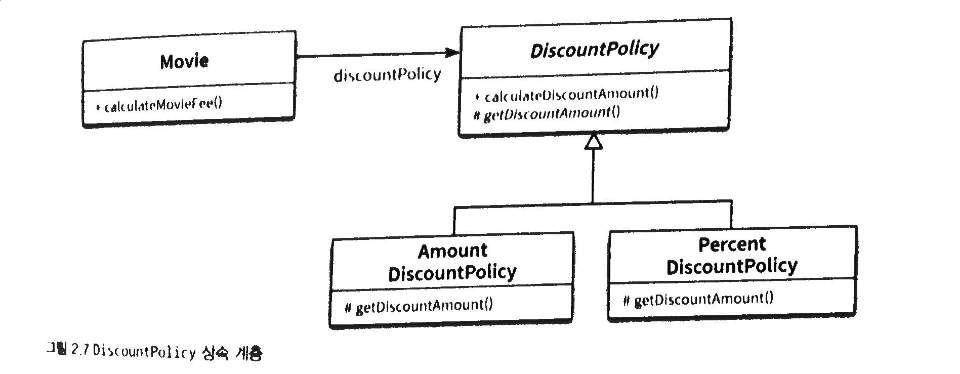 Movie
+ calculateMovieFee()
discountPolicy
DiscountPolicy
+ calculateDiscountAmount()
# getDiscountAmount()
Amount
DiscountPolicy
# getDiscountAmount()
Percent
DiscountPolicy
# getDiscountAmount()
그림 2.7 DiscountPolicy 상속 계층